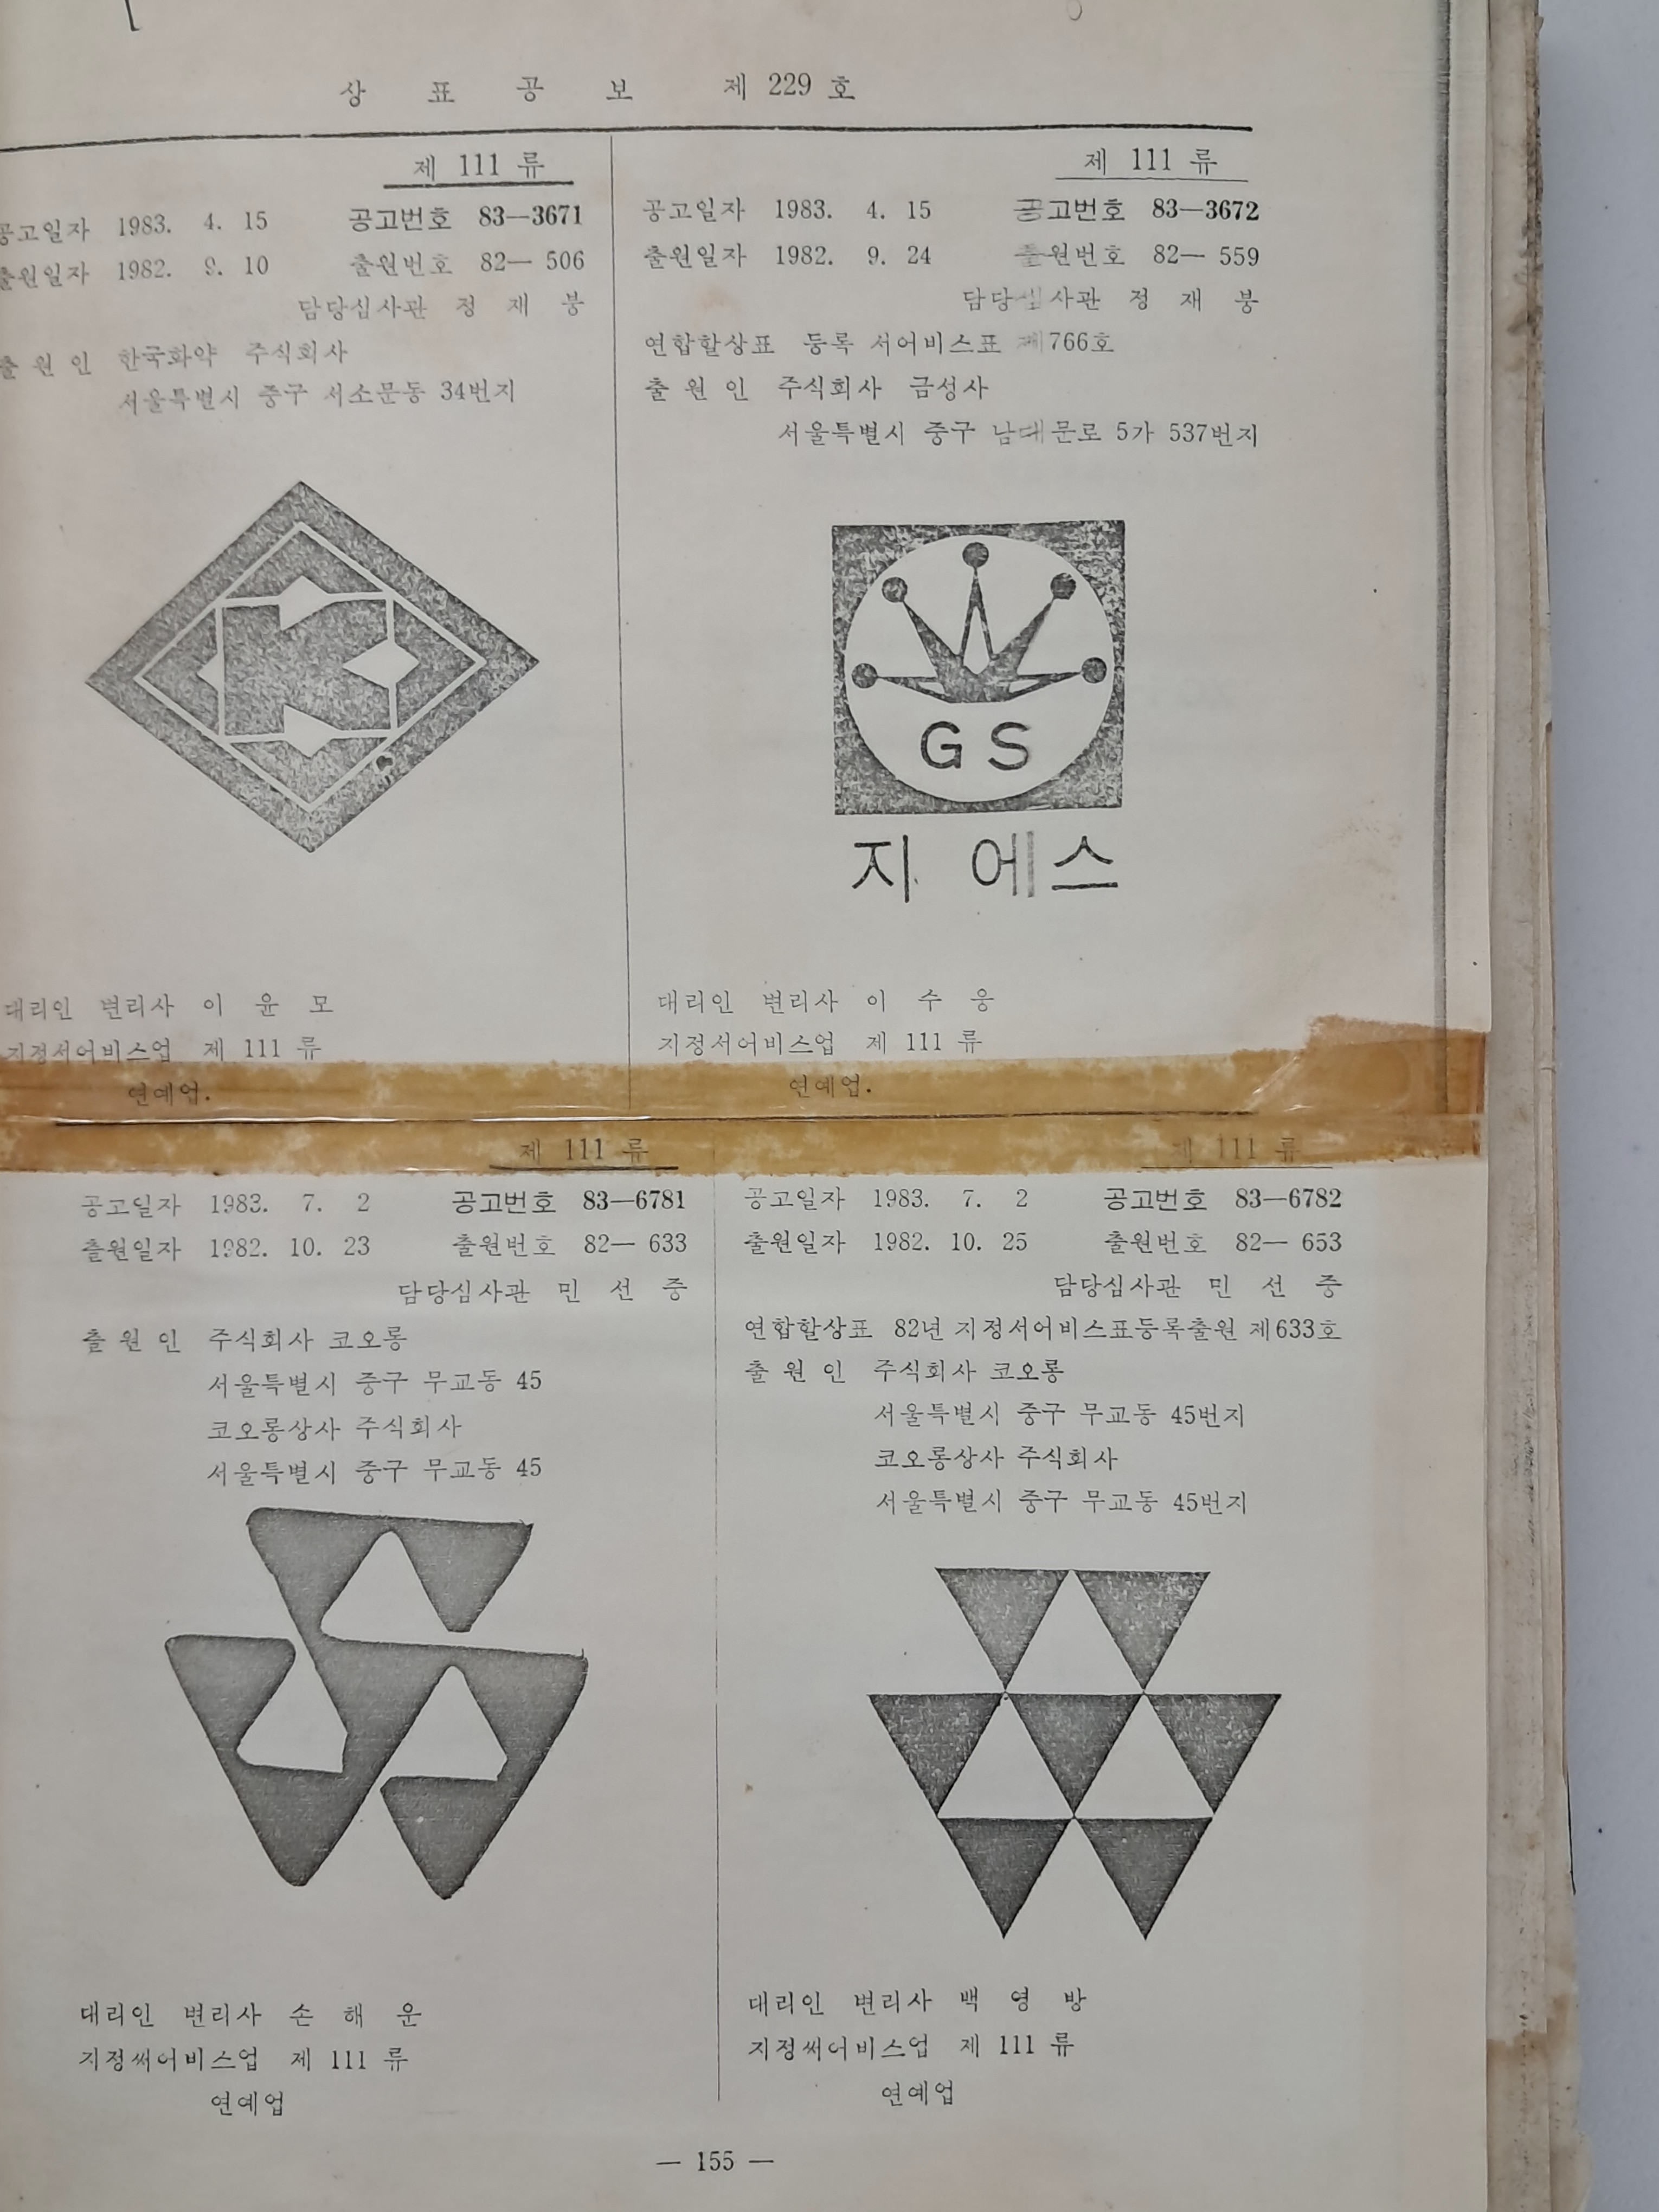 상 표 공 보 제 229 호
제 111 류
공고일자 1983. 4. 15 공고번호 83—3671
출원일자 1982. 9. 10 출원번호 82— 506
담당심사관 정 재 붕
출 원 인 한국화약 주식회사
서울특별시 중구 서소문동 34번지
대리인 변리사 이 윤 모
지정서어비스업 제 111 류
연예업.
제 111 류
공고일자 1983. 4. 15 공고번호 83—3672
출원일자 1982. 9. 24 출원번호 82— 559
담당심사관 정 재 붕
연합할상표 등록 서어비스표 제766호
출 원 인 주식회사 금성사
서울특별시 중구 남대문로 5가 537번지
G S
지 에스
대리인 변리사 이 수 웅
지정서어비스업 제 111 류
연예업.
제 111 류
공고일자 1983. 7. 2 공고번호 83—6781
출원일자 1982. 10. 23 출원번호 82— 633
담당심사관 민 선 중
출 원 인 주식회사 코오롱
서울특별시 중구 무교동 45
코오롱상사 주식회사
서울특별시 중구 무교동 45
대리인 변리사 손 해 운
지정써어비스업 제 111 류
연예업
제 111 류
공고일자 1983. 7. 2 공고번호 83—6782
출원일자 1982. 10. 25 출원번호 82— 653
담당심사관 민 선 중
연합할상표 82년 지정서어비스표등록출원 제633호
출 원 인 주식회사 코오롱
서울특별시 중구 무교동 45번지
코오롱상사 주식회사
서울특별시 중구 무교동 45번지
대리인 변리사 백 영 방
지정써어비스업 제 111 류
연예업
— 155 —